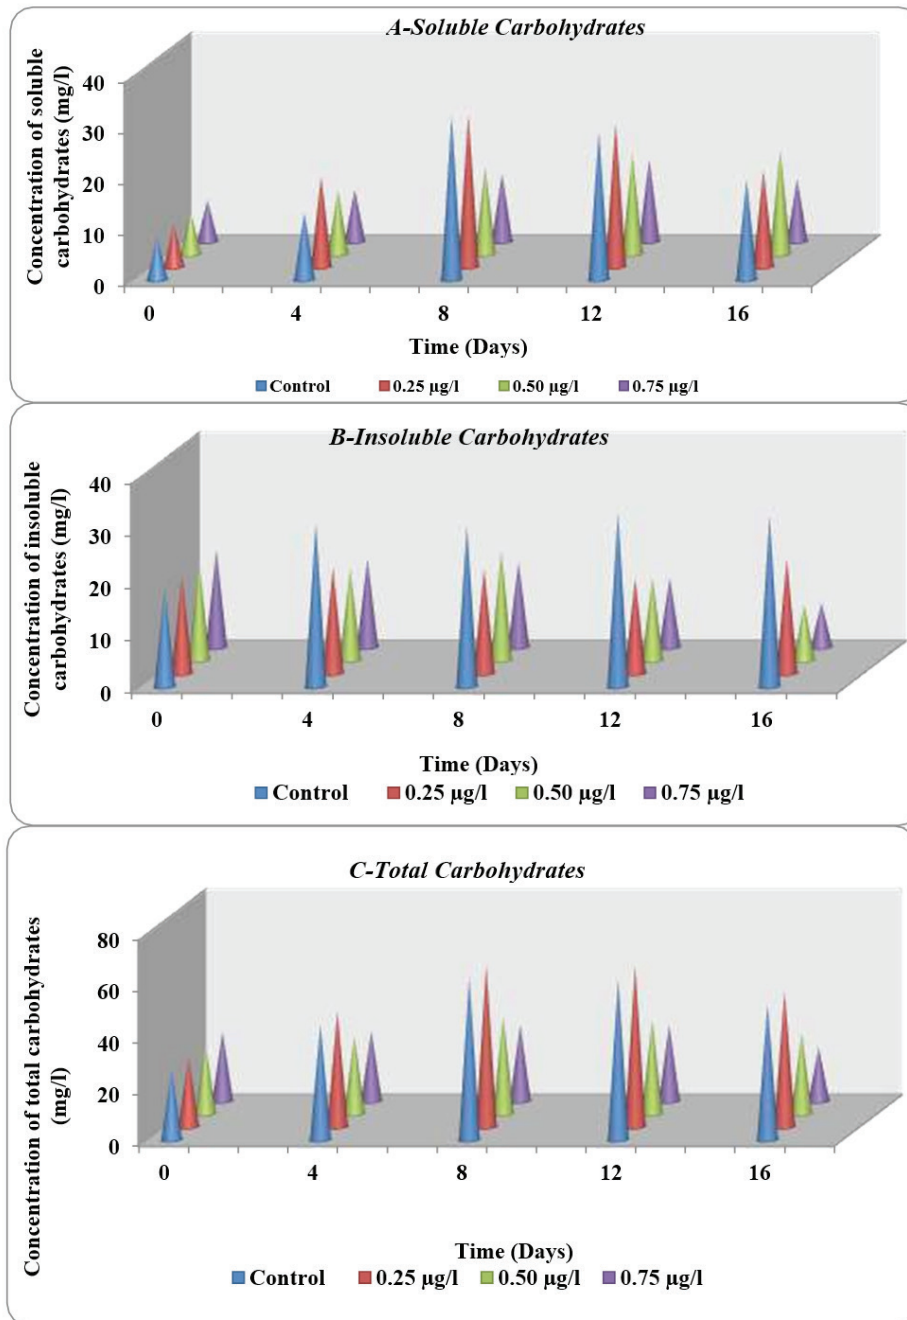 A-Soluble Carbohydrates
Concentration of soluble
carbohydrates (mg/l)
40
30
20
10
0
0 4 8 12 16
Time (Days)
Control 0.25 µg/l 0.50 µg/l 0.75 µg/l
B-Insoluble Carbohydrates
Concentration of insoluble
carbohydrates (mg/l)
40
30
20
10
0
0 4 8 12 16
Time (Days)
Control 0.25 µg/l 0.50 µg/l 0.75 µg/l
C-Total Carbohydrates
Concentration of total carbohydrates
(mg/l)
80
60
40
20
0
0 4 8 12 16
Time (Days)
Control 0.25 µg/l 0.50 µg/l 0.75 µg/l